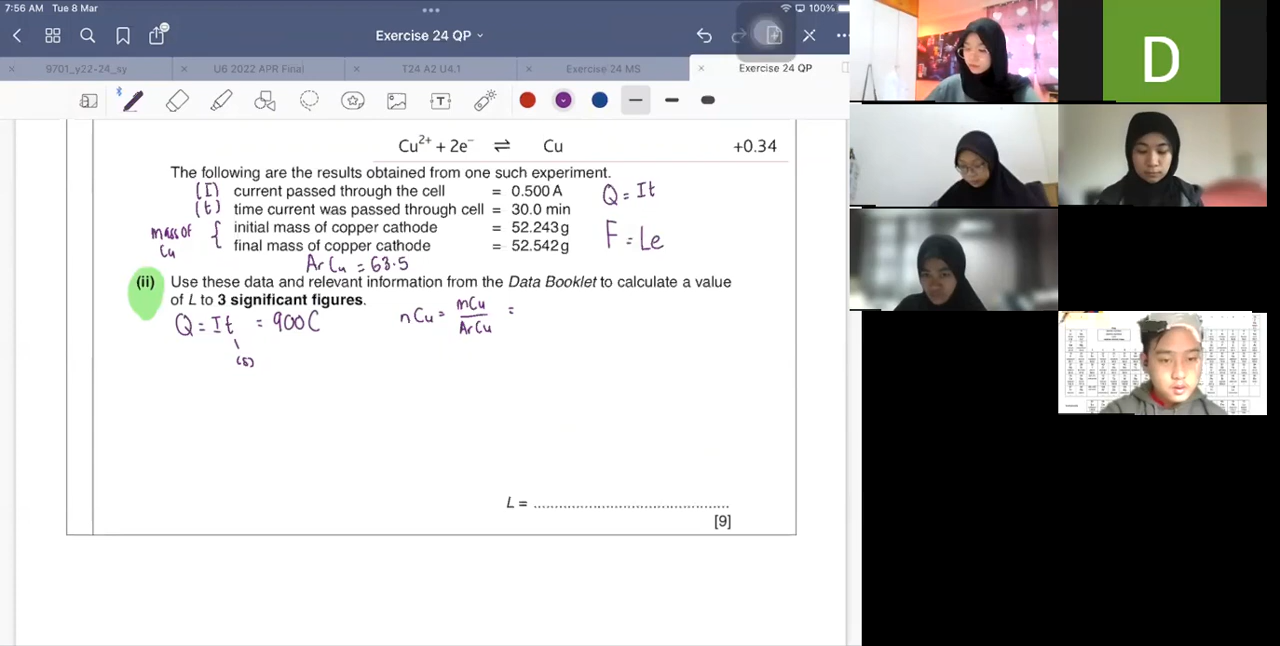 7:56 AM Tue 8 Mar
100%
Exercise 24 QP
9701_y22-24_sy
U6 2022 APR Final
T24 A2 U4.1
Exercise 24 MS
Exercise 24 QP
Cu²⁺ + 2e⁻ ⇌ Cu +0.34
The following are the results obtained from one such experiment.
(I) current passed through the cell = 0.500 A Q = It
(t) time current was passed through cell = 30.0 min
mass of Cu { initial mass of copper cathode = 52.243 g
final mass of copper cathode = 52.542 g F = Le
Ar Cu = 63.5
(ii) Use these data and relevant information from the Data Booklet to calculate a value
of L to 3 significant figures.
Q = It = 900C nCu = mCu / ArCu =
(s)
L = ..........................................
[9]
D